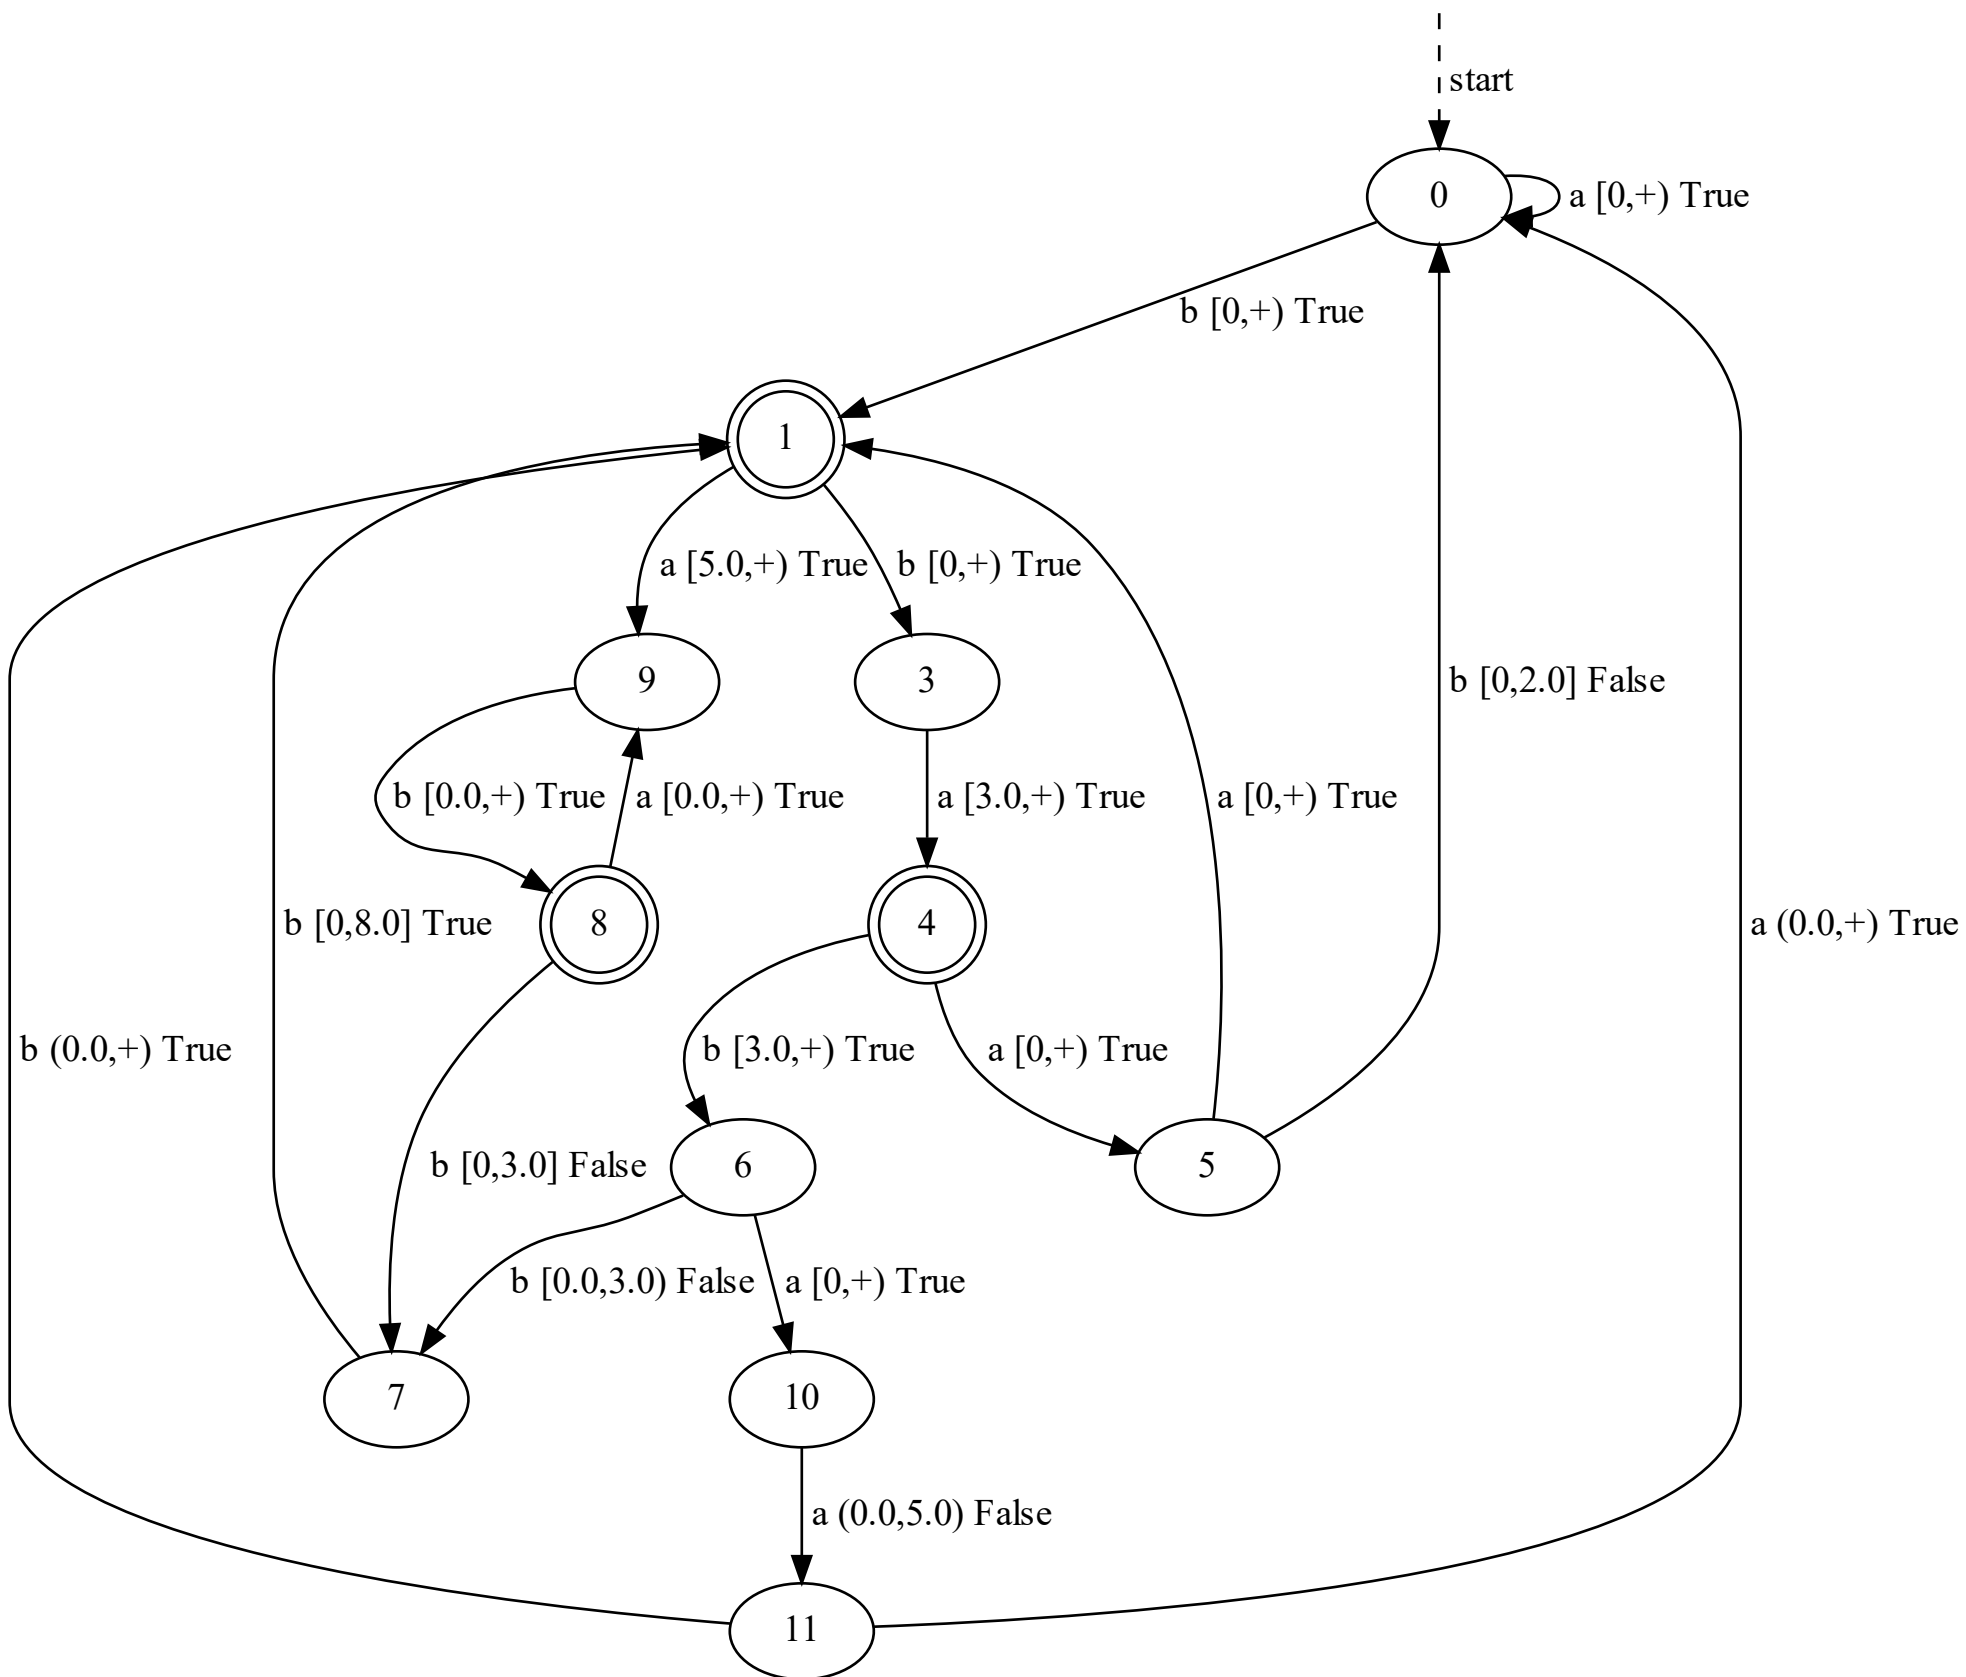 start
0
a [0,+) True
b [0,+) True
1
a [5.0,+) True
b [0,+) True
9
3
b [0,2.0] False
b [0.0,+) True
a [0.0,+) True
a [3.0,+) True
a [0,+) True
b [0,8.0] True
8
4
a (0.0,+) True
b (0.0,+) True
b [3.0,+) True
a [0,+) True
b [0,3.0] False
6
5
b [0.0,3.0) False
a [0,+) True
7
10
a (0.0,5.0) False
11